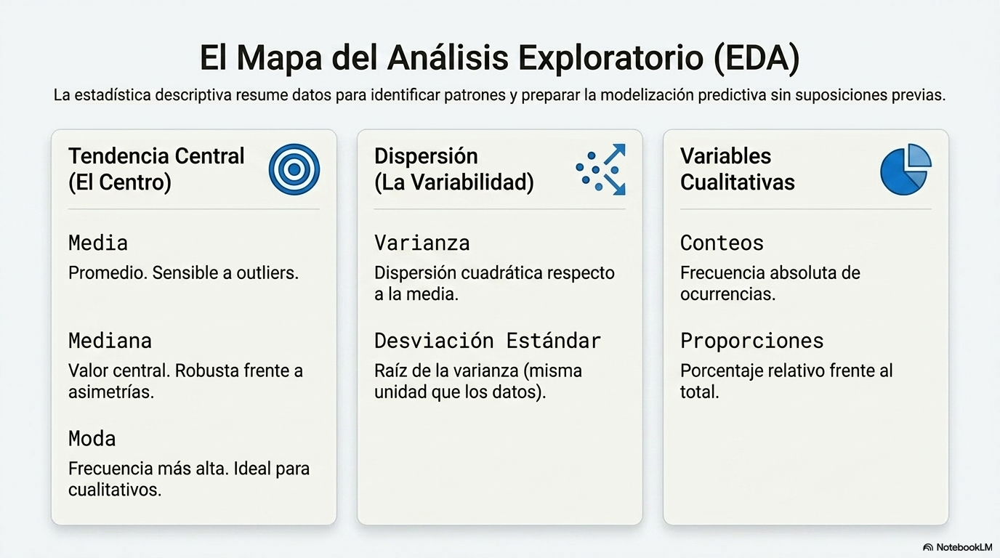 El Mapa del Análisis Exploratorio (EDA)
La estadística descriptiva resume datos para identificar patrones y preparar la modelización predictiva sin suposiciones previas.
Tendencia Central
(El Centro)
Media
Promedio. Sensible a outliers.
Mediana
Valor central. Robusta frente a
asimetrías.
Moda
Frecuencia más alta. Ideal para
cualitativos.
Dispersión
(La Variabilidad)
Varianza
Dispersión cuadrática respecto
a la media.
Desviación Estándar
Raíz de la varianza (misma
unidad que los datos).
Variables
Cualitativas
Conteos
Frecuencia absoluta de
ocurrencias.
Proporciones
Porcentaje relativo frente al
total.
NotebookLM